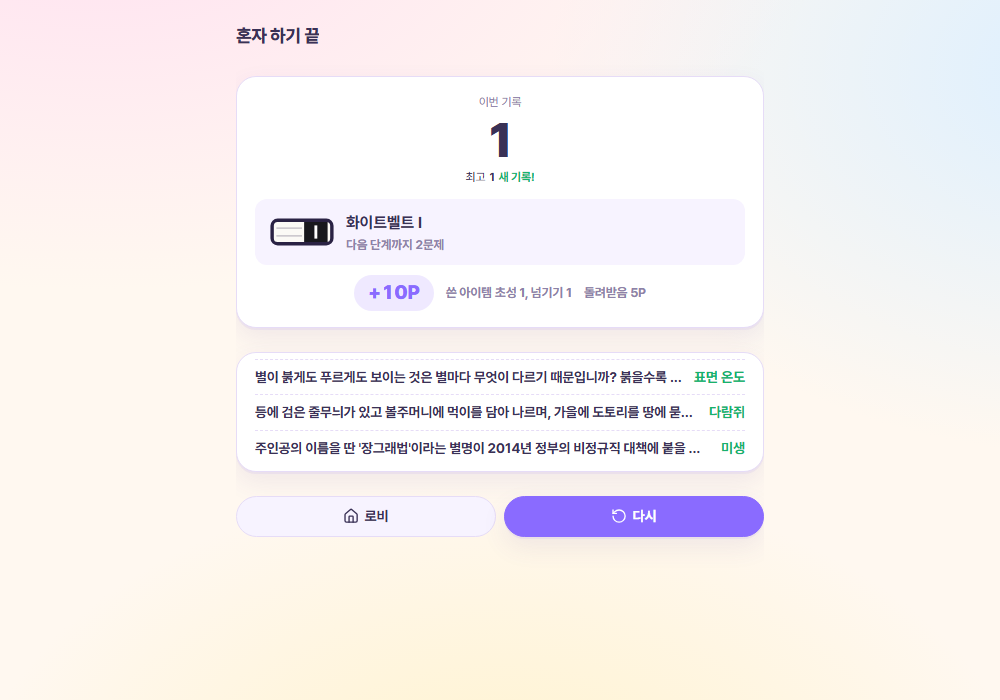 혼자 하기 끝
이번 기록
1
최고 1 새 기록!
화이트벨트 I
다음 단계까지 2문제
+10P 쓴 아이템 초성 1, 넘기기 1 돌려받음 5P
별이 붉게도 푸르게도 보이는 것은 별마다 무엇이 다르기 때문입니까? 붉을수록 ... 표면 온도
등에 검은 줄무늬가 있고 볼주머니에 먹이를 담아 나르며, 가을에 도토리를 땅에 묻... 다람쥐
주인공의 이름을 딴 '장그래법'이라는 별명이 2014년 정부의 비정규직 대책에 붙을 ... 미생
로비 다시